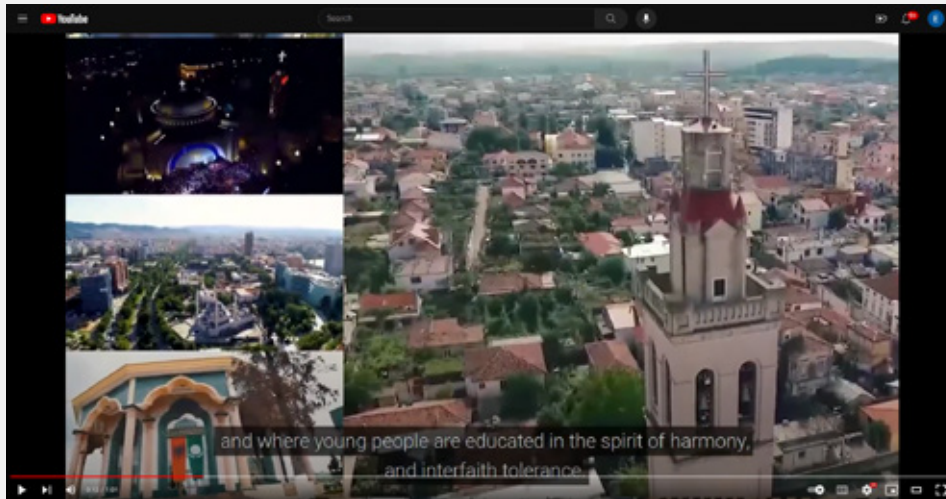 YouTube
Search
and where young people are educated in the spirit of harmony,
and interfaith tolerance